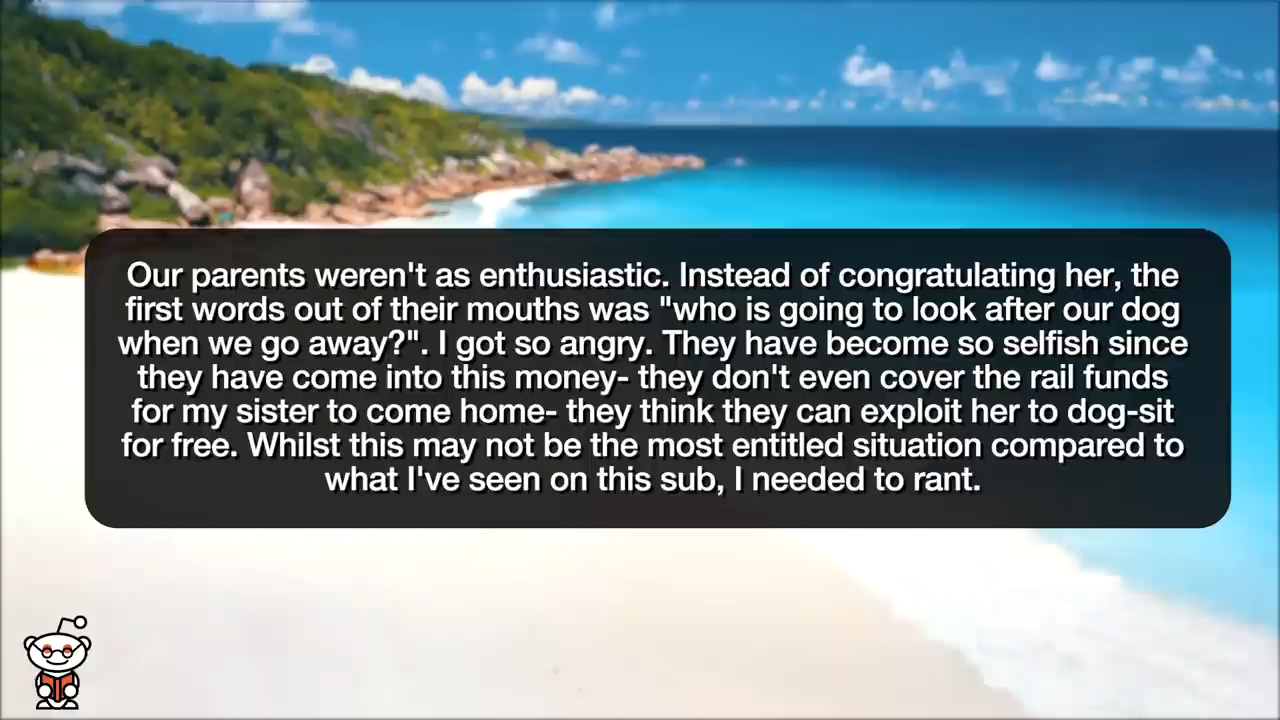 Our parents weren't as enthusiastic. Instead of congratulating her, the
first words out of their mouths was "who is going to look after our dog
when we go away?". I got so angry. They have become so selfish since
they have come into this money- they don't even cover the rail funds
for my sister to come home- they think they can exploit her to dog-sit
for free. Whilst this may not be the most entitled situation compared to
what I've seen on this sub, I needed to rant.